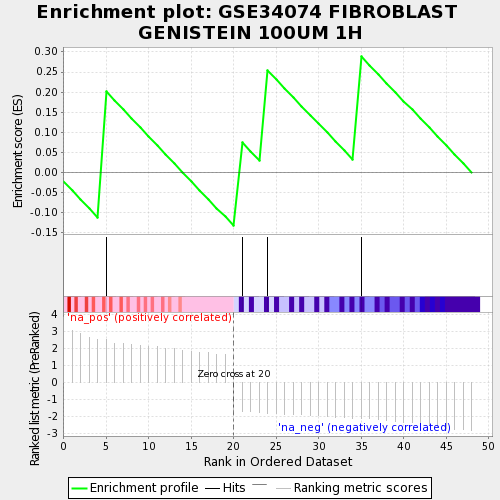 Enrichment plot: GSE34074 FIBROBLAST
GENISTEIN 100UM 1H
Enrichment score (ES)
0.30
0.25
0.20
0.15
0.10
0.05
0.00
-0.05
-0.10
-0.15
'na_pos' (positively correlated)
Ranked list metric (PreRanked)
4
3
2
1
0
-1
-2
-3
Zero cross at 20
'na_neg' (negatively correlated)
0 5 10 15 20 25 30 35 40 45 50
Rank in Ordered Dataset
Enrichment profile Hits Ranking metric scores